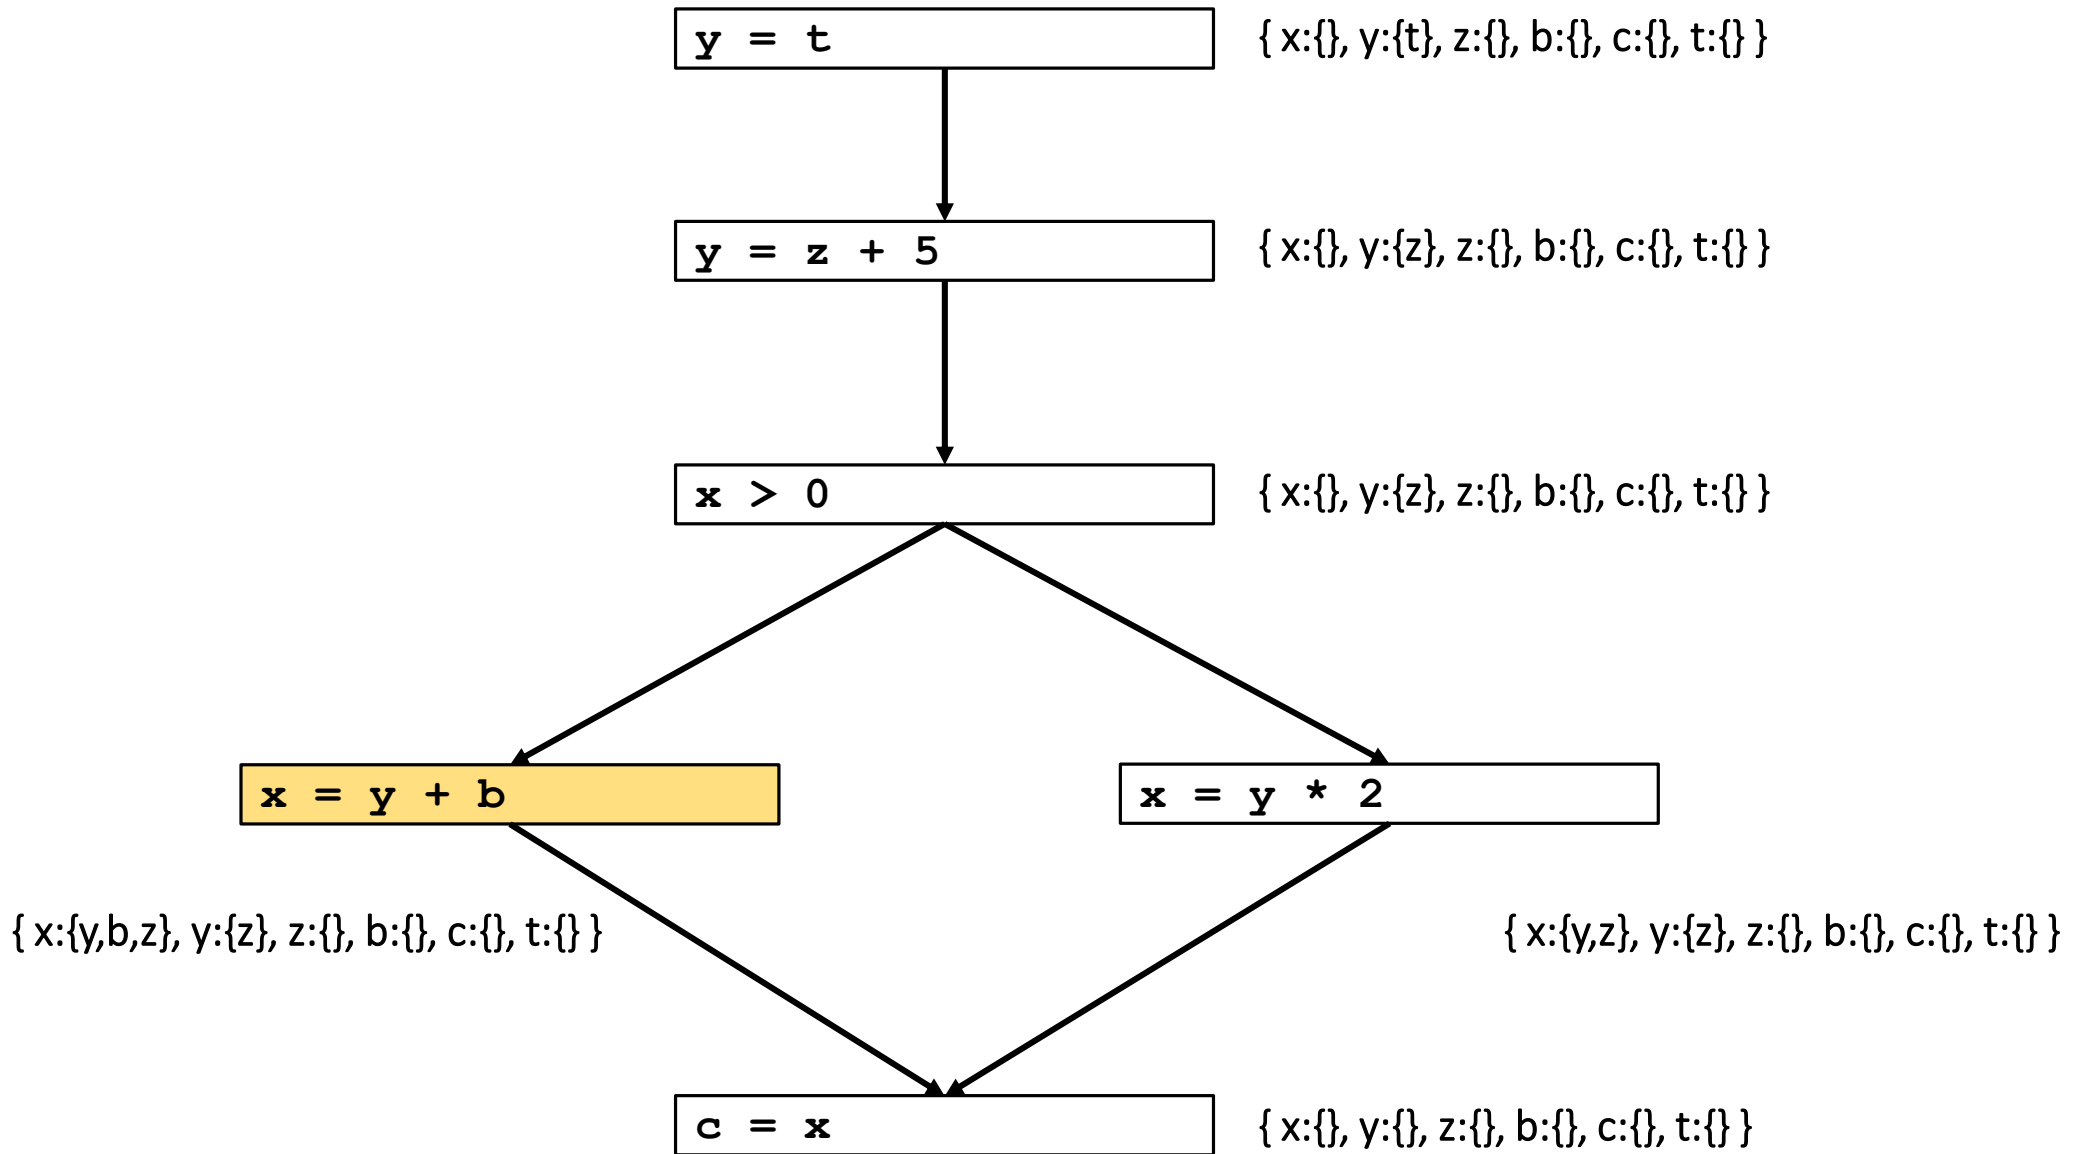 y = t
{ x:{}, y:{t}, z:{}, b:{}, c:{}, t:{} }
y = z + 5
{ x:{}, y:{z}, z:{}, b:{}, c:{}, t:{} }
x > 0
{ x:{}, y:{z}, z:{}, b:{}, c:{}, t:{} }
x = y + b
x = y * 2
{ x:{y,b,z}, y:{z}, z:{}, b:{}, c:{}, t:{} }
{ x:{y,z}, y:{z}, z:{}, b:{}, c:{}, t:{} }
c = x
{ x:{}, y:{}, z:{}, b:{}, c:{}, t:{} }